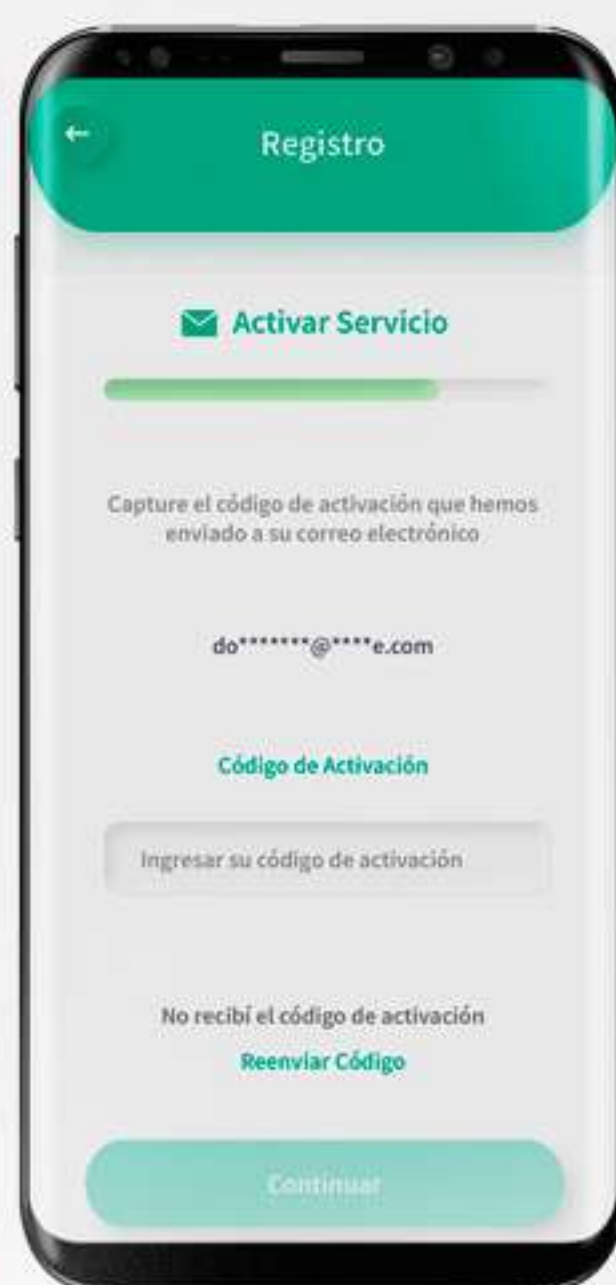 Registro
Activar Servicio
Capture el código de activación que hemos
enviado a su correo electrónico
do*******@****e.com
Código de Activación
Ingresar su código de activación
No recibí el código de activación
Reenviar Código
Continuar